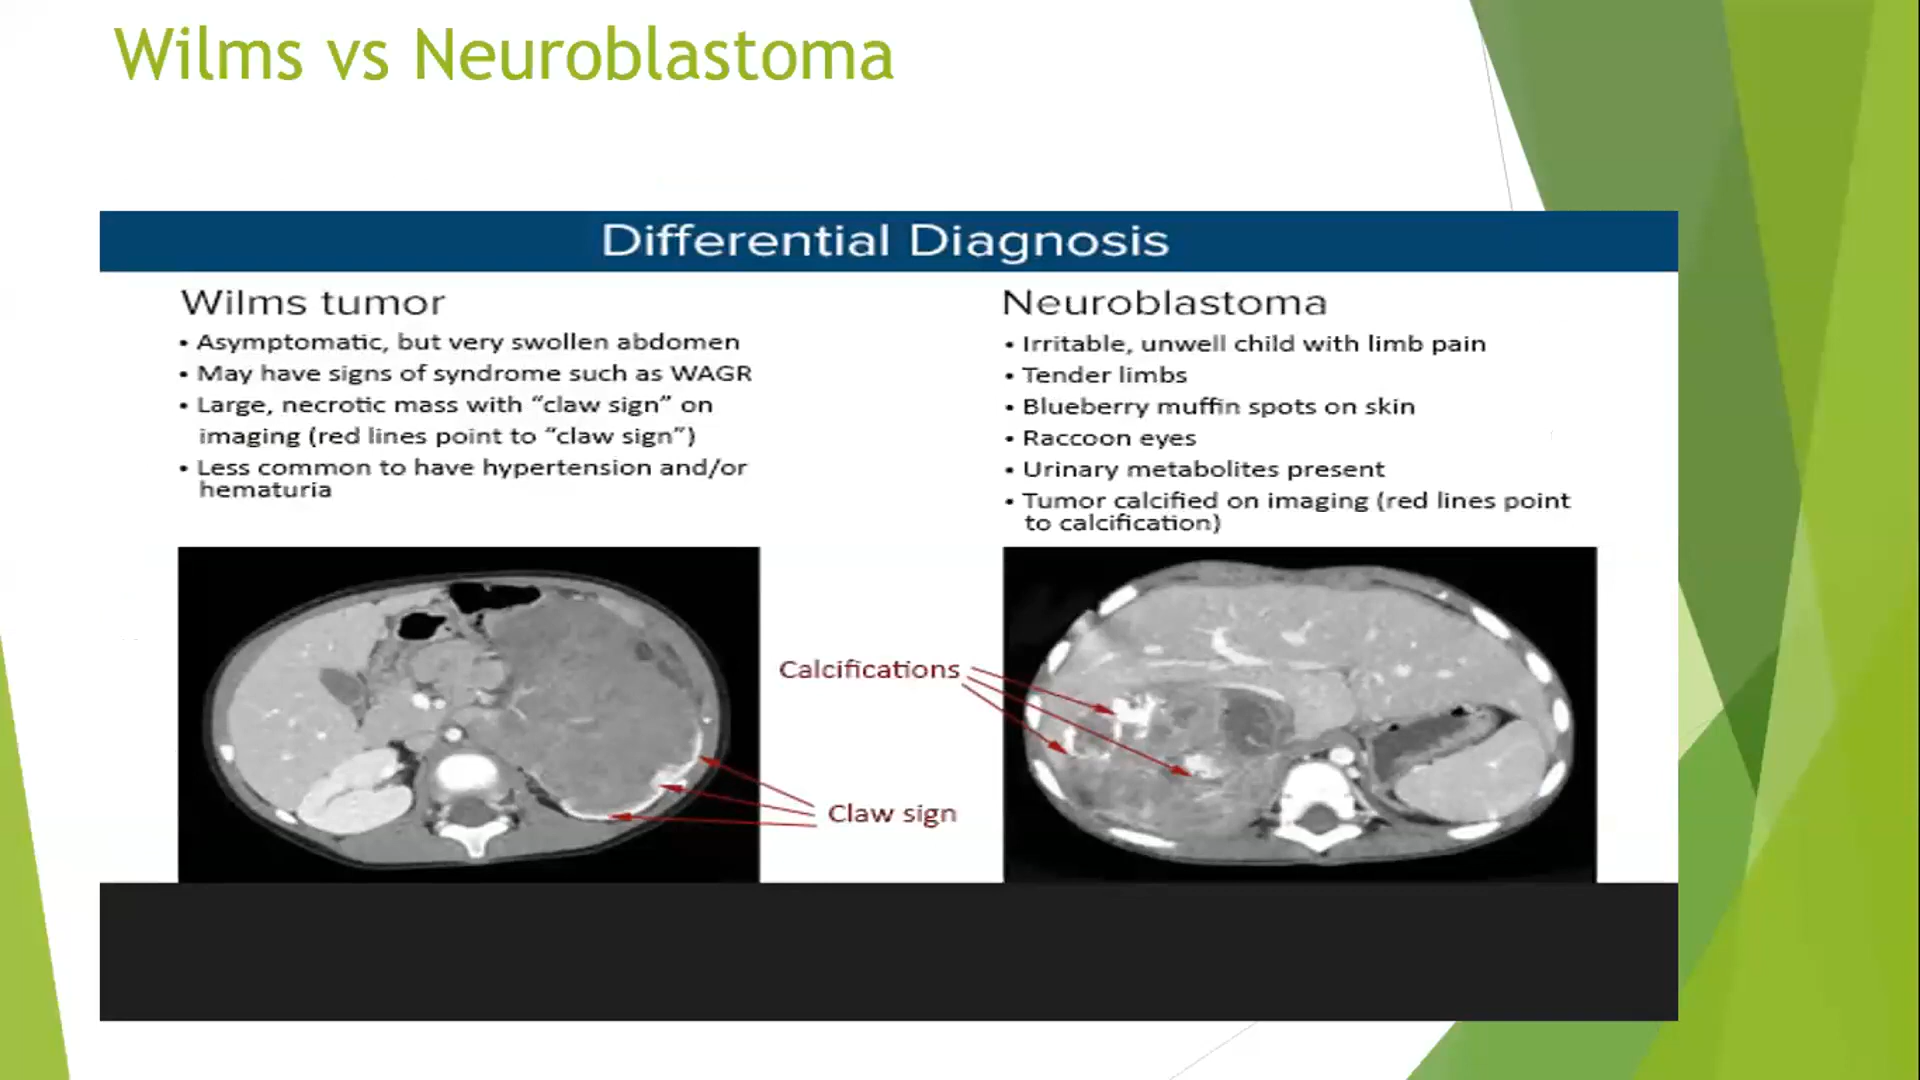 Wilms vs Neuroblastoma
Differential Diagnosis
Wilms tumor
• Asymptomatic, but very swollen abdomen
• May have signs of syndrome such as WAGR
• Large, necrotic mass with “claw sign” on
imaging (red lines point to “claw sign”)
• Less common to have hypertension and/or
hematuria
Neuroblastoma
• Irritable, unwell child with limb pain
• Tender limbs
• Blueberry muffin spots on skin
• Raccoon eyes
• Urinary metabolites present
• Tumor calcified on imaging (red lines point
to calcification)
Calcifications
Claw sign